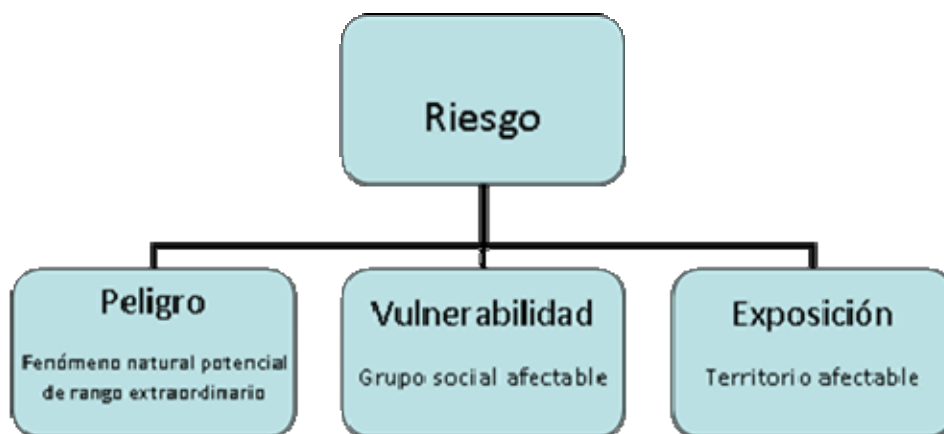 Riesgo
Peligro
Fenómeno natural potencial
de rango extraordinario
Vulnerabilidad
Grupo social afectable
Exposición
Territorio afectable